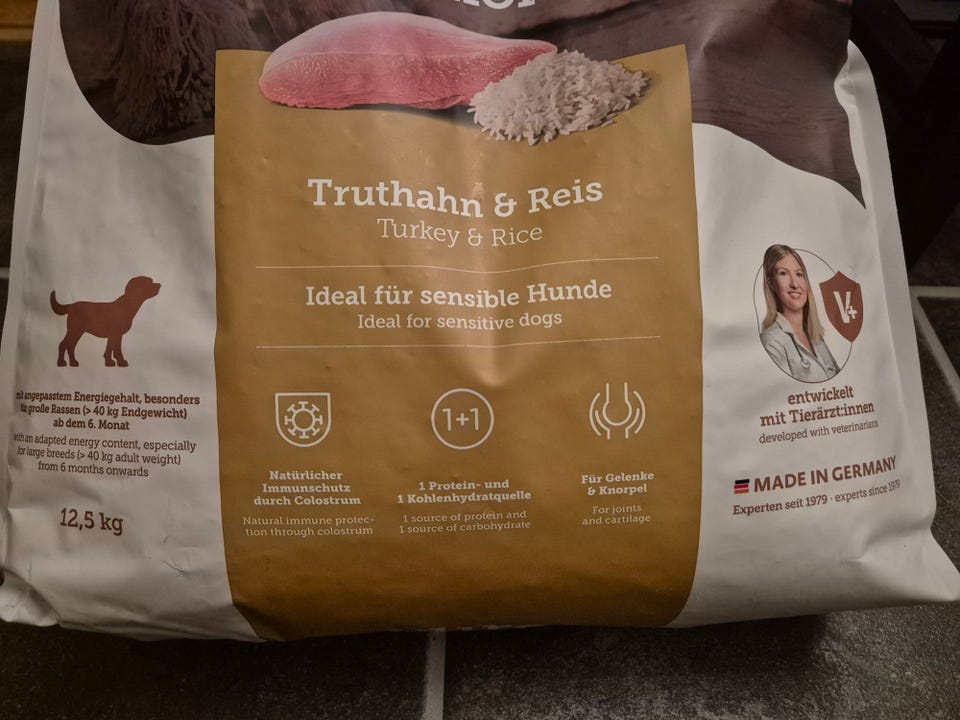 Truthahn & Reis
Turkey & Rice
Ideal für sensible Hunde
Ideal for sensitive dogs
mit angepasstem Energiegehalt, besonders
für große Rassen (> 40 kg Endgewicht)
ab dem 6. Monat
with an adapted energy content, especially
for large breeds (> 40 kg adult weight)
from 6 months onwards
12,5 kg
Natürlicher
Immunschutz
durch Colostrum
Natural immune protec-
tion through colostrum
1+1
1 Protein- und
1 Kohlenhydratquelle
1 source of protein and
1 source of carbohydrate
Für Gelenke
& Knorpel
For joints
and cartilage
V+
entwickelt
mit Tierärzt:innen
developed with veterinarians
MADE IN GERMANY
Experten seit 1979 · experts since 1979